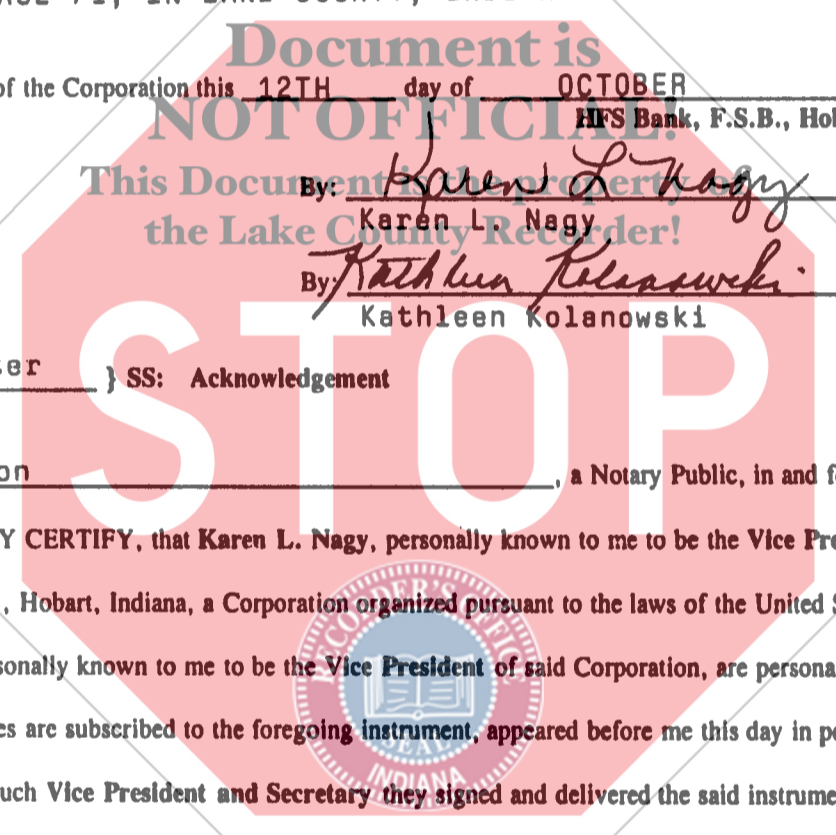 IN LAKE COUNTY,
Document is
of the Corporation this 12TH day of OCTOBER
NOT OFFICIAL!
HFS Bank, F.S.B., Hob
This Document is the property of
By: Karen L Nagy
the Lake County Recorder!
Karen L. Nagy
By: Kathleen Kolanowski
Kathleen Kolanowski
STOP
er } SS: Acknowledgement
on , a Notary Public, in and f
Y CERTIFY, that Karen L. Nagy, personally known to me to be the Vice Pre
, Hobart, Indiana, a Corporation organized pursuant to the laws of the United S
sonally known to me to be the Vice President of said Corporation, are persona
es are subscribed to the foregoing instrument, appeared before me this day in pe
uch Vice President and Secretary they signed and delivered the said instrume
RECORDER'S OFFICE
SEAL
INDIANA